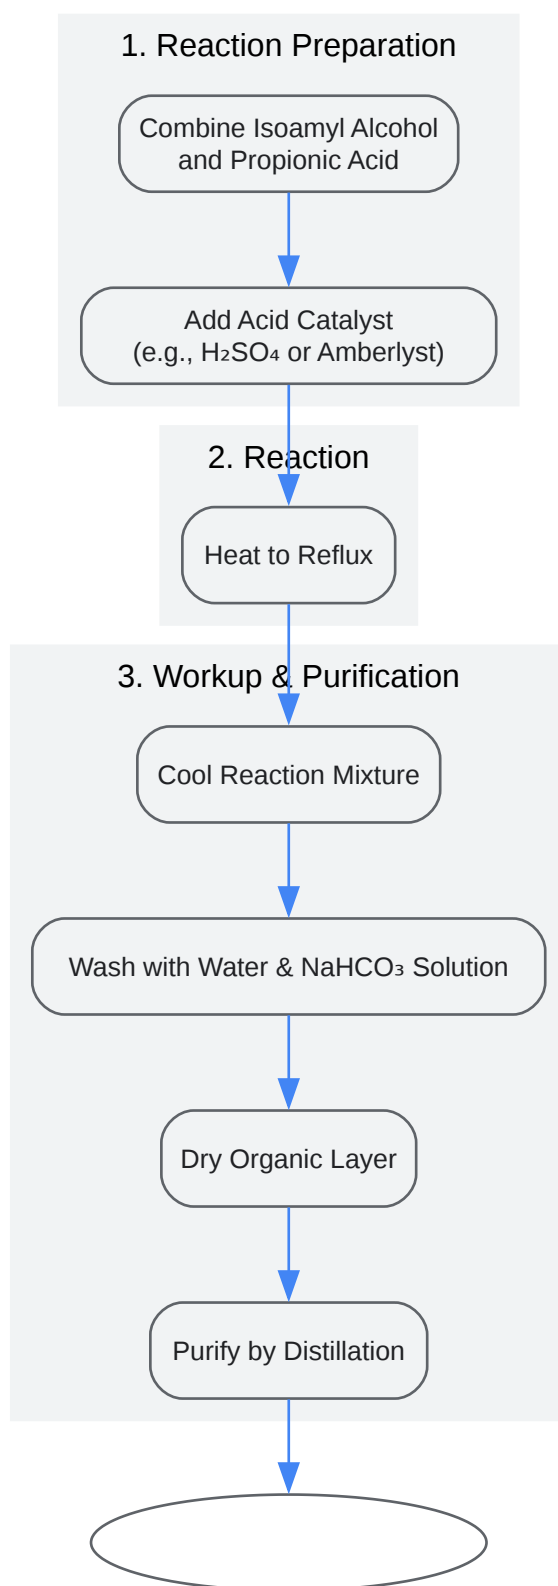 1. Reaction Preparation
Combine Isoamyl Alcohol
and Propionic Acid
Add Acid Catalyst
(e.g., H₂SO₄ or Amberlyst)
2. Reaction
Heat to Reflux
3. Workup & Purification
Cool Reaction Mixture
Wash with Water & NaHCO₃ Solution
Dry Organic Layer
Purify by Distillation